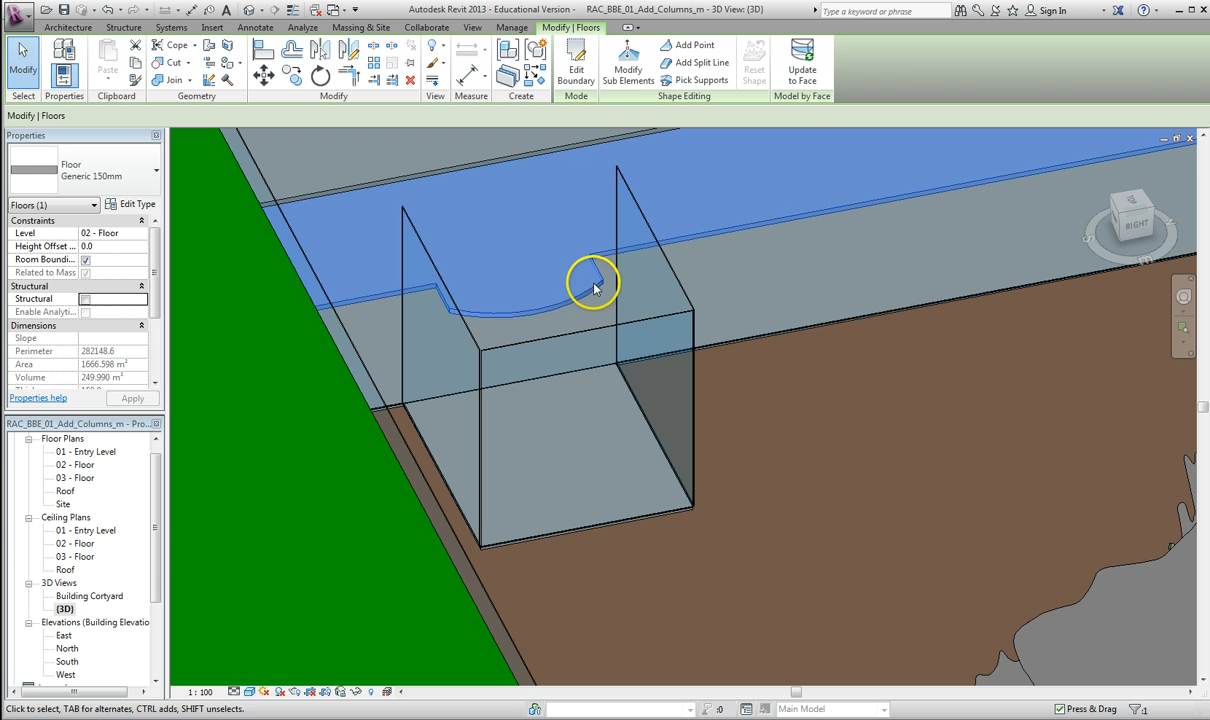 Autodesk Revit 2013 - Educational Version - RAC_BBE_01_Add_Columns_m - 3D View: {3D}
Type a keyword or phrase
Sign In
Architecture Structure Systems Insert Annotate Analyze Massing & Site Collaborate View Manage Modify | Floors
Modify
Paste
Cope
Cut
Join
Edit Boundary
Modify Sub Elements
Add Point
Add Split Line
Pick Supports
Reset Shape
Update to Face
Select Properties Clipboard Geometry Modify View Measure Create Mode Shape Editing Model by Face
Modify | Floors
Properties
Floor
Generic 150mm
Floors (1)
Edit Type
Constraints
Level 02 - Floor
Height Offset ... 0.0
Room Boundi...
Related to Mass
Structural
Structural
Enable Analyti...
Dimensions
Slope
Perimeter 282148.6
Area 1666.598 m²
Volume 249.990 m³
Properties help
Apply
RAC_BBE_01_Add_Columns_m - Pro...
Floor Plans
01 - Entry Level
02 - Floor
03 - Floor
Roof
Site
Ceiling Plans
01 - Entry Level
02 - Floor
03 - Floor
Roof
3D Views
Building Cortyard
{3D}
Elevations (Building Elevatio
East
North
South
West
RIGHT
1 : 100
Click to select, TAB for alternates, CTRL adds, SHIFT unselects.
:0
Main Model
Press & Drag
:1